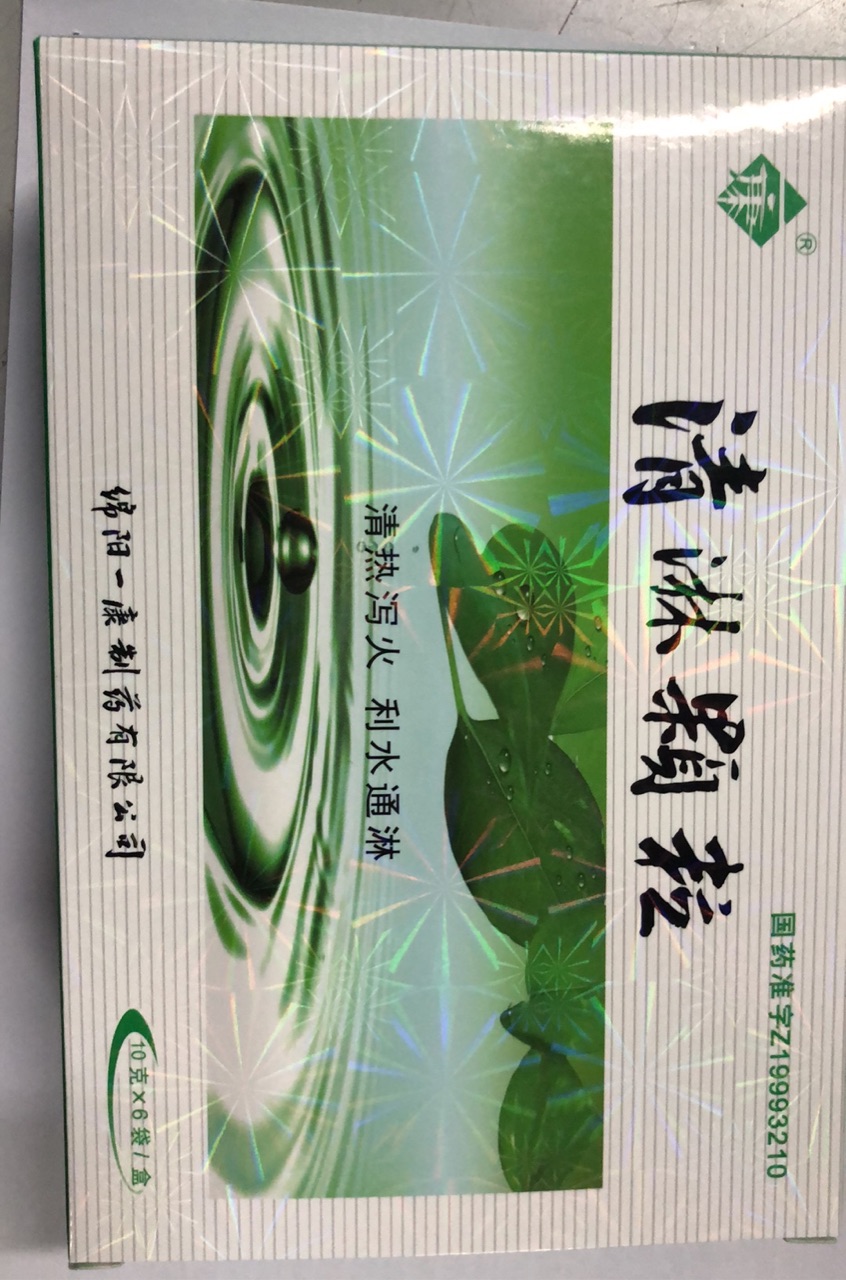 一康®
国药准字Z19993210
清淋颗粒
清热泻火 利水通淋
绵阳一康制药有限公司
10克×6袋/盒